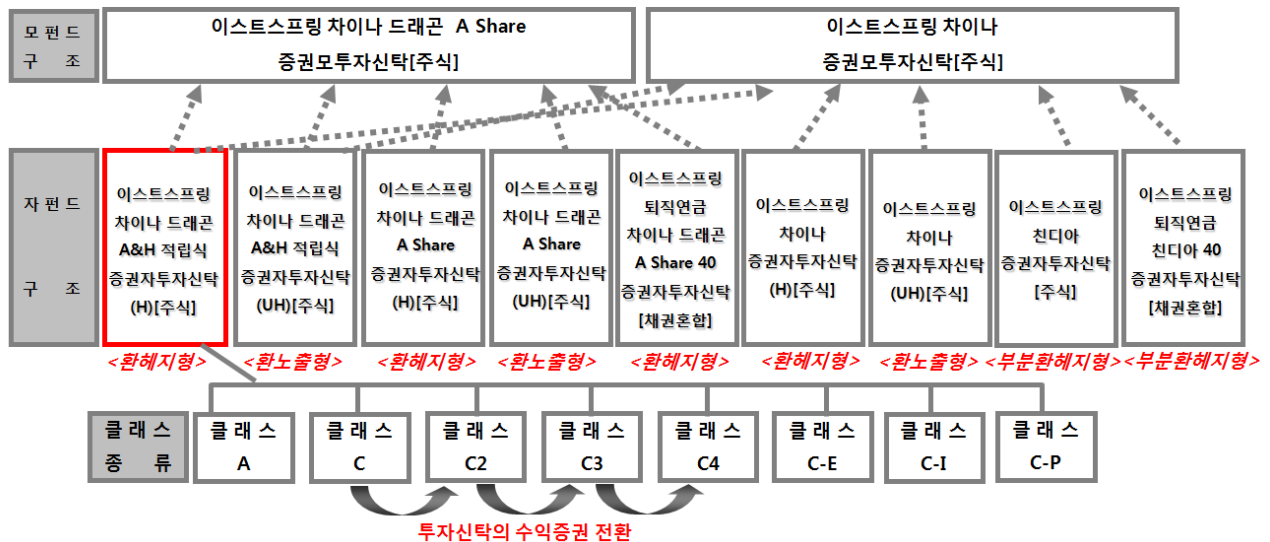 모 펀 드
구 조
이스트스프링 차이나 드래곤 A Share
증권모투자신탁[주식]
이스트스프링 차이나
증권모투자신탁[주식]
자 펀 드
구 조
이스트스프링
차이나 드래곤
A&H 적립식
증권자투자신탁
(H)[주식]
이스트스프링
차이나 드래곤
A&H 적립식
증권자투자신탁
(UH)[주식]
이스트스프링
차이나 드래곤
A Share
증권자투자신탁
(H)[주식]
이스트스프링
차이나 드래곤
A Share
증권자투자신탁
(UH)[주식]
이스트스프링
퇴직연금
차이나 드래곤
A Share 40
증권자투자신탁
[채권혼합]
이스트스프링
차이나
증권자투자신탁
(H)[주식]
이스트스프링
차이나
증권자투자신탁
(UH)[주식]
이스트스프링
친디아
증권자투자신탁
[주식]
이스트스프링
퇴직연금
친디아 40
증권자투자신탁
[채권혼합]
<환헤지형>
<환노출형>
<환헤지형>
<환노출형>
<환헤지형>
<환헤지형>
<환노출형>
<부분환헤지형>
<부분환헤지형>
클 래 스
종 류
클 래 스
A
클 래 스
C
클 래 스
C2
클 래 스
C3
클 래 스
C4
클 래 스
C-E
클 래 스
C-I
클 래 스
C-P
투자신탁의 수익증권 전환